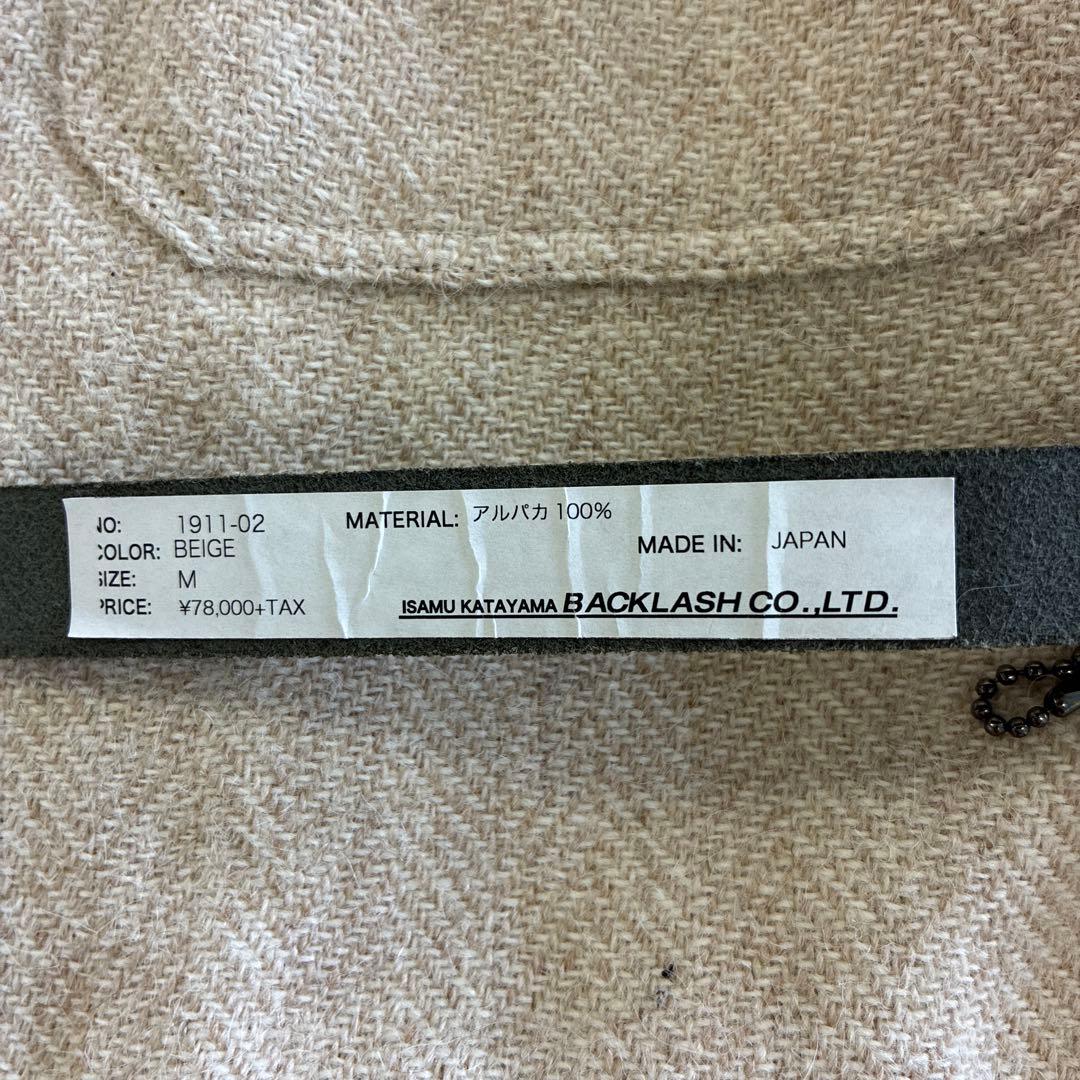 NO: 1911-02
COLOR: BEIGE
SIZE: M
PRICE: ¥78,000+TAX
MATERIAL: アルパカ 100%
MADE IN: JAPAN
ISAMU KATAYAMA BACKLASH CO.,LTD.